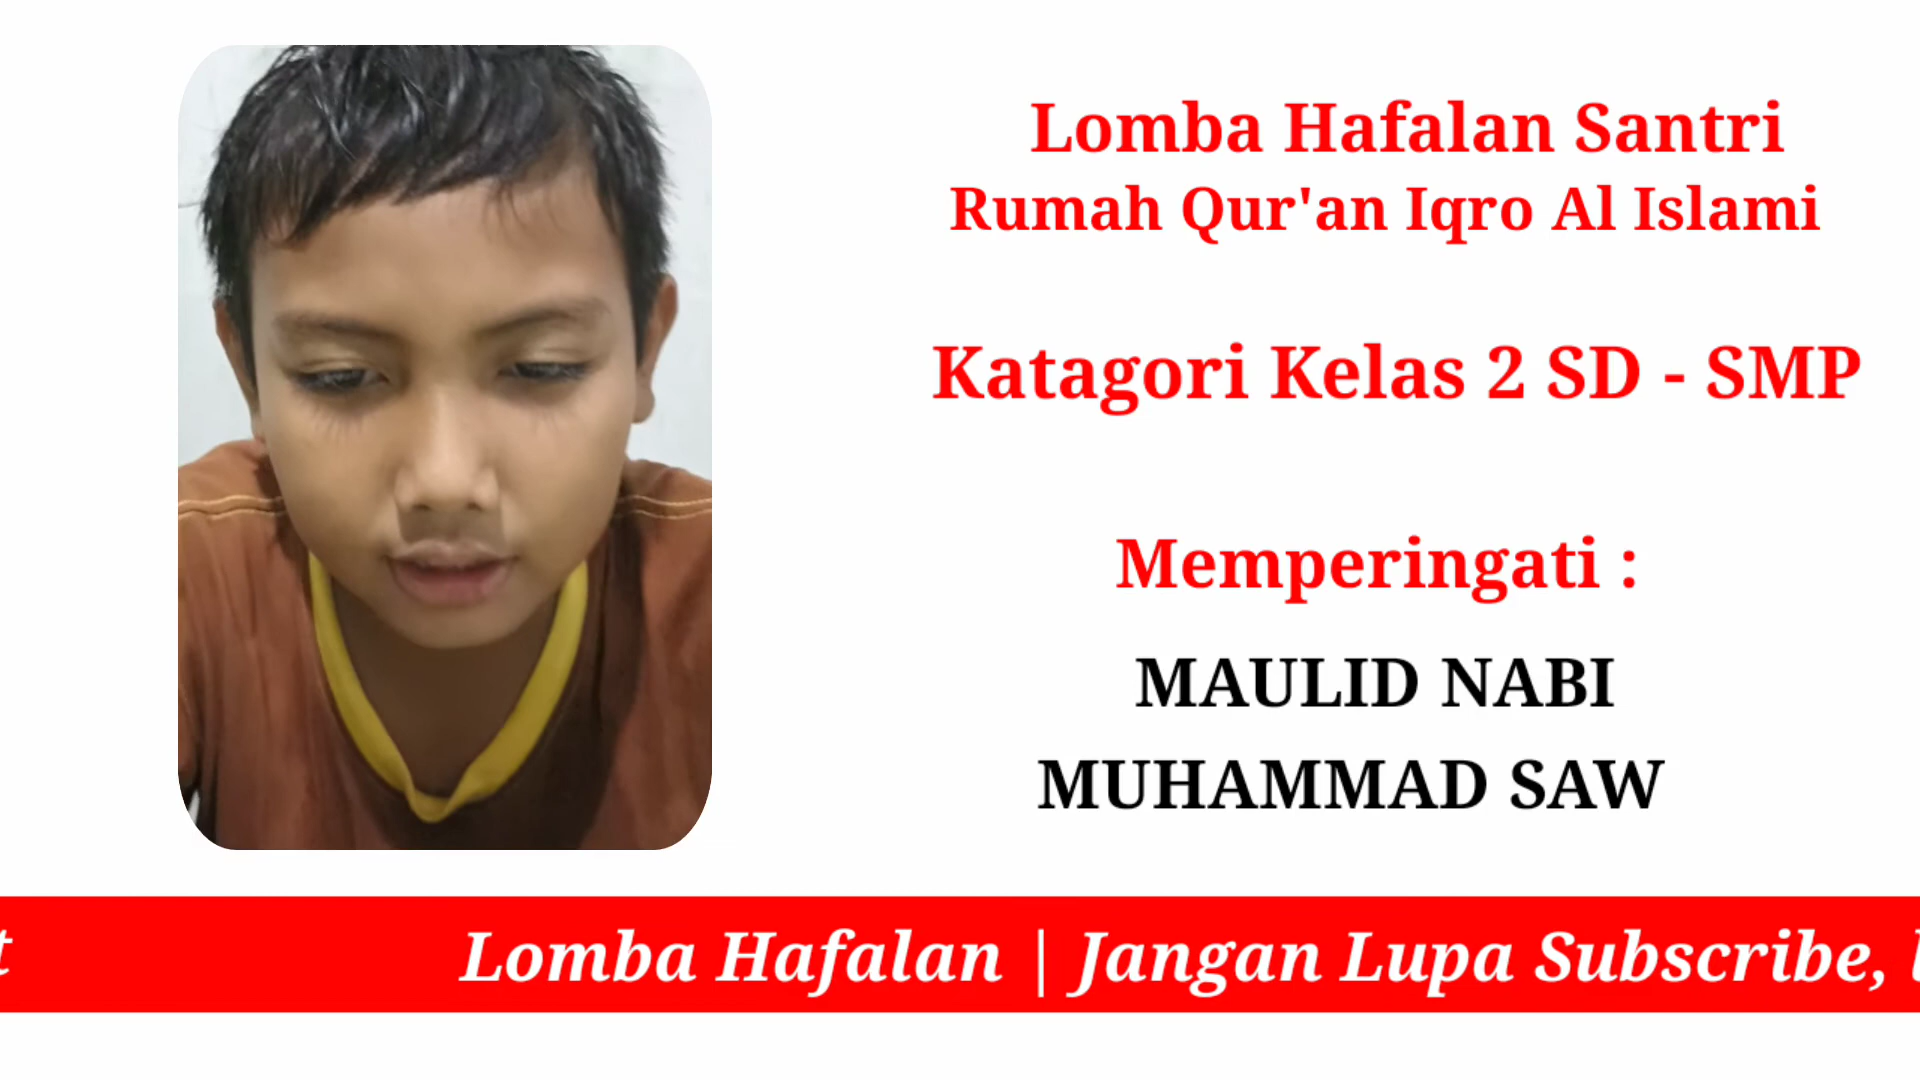 Lomba Hafalan Santri
Rumah Qur'an Iqro Al Islami
Katagori Kelas 2 SD - SMP
Memperingati :
MAULID NABI
MUHAMMAD SAW
Lomba Hafalan | Jangan Lupa Subscribe,